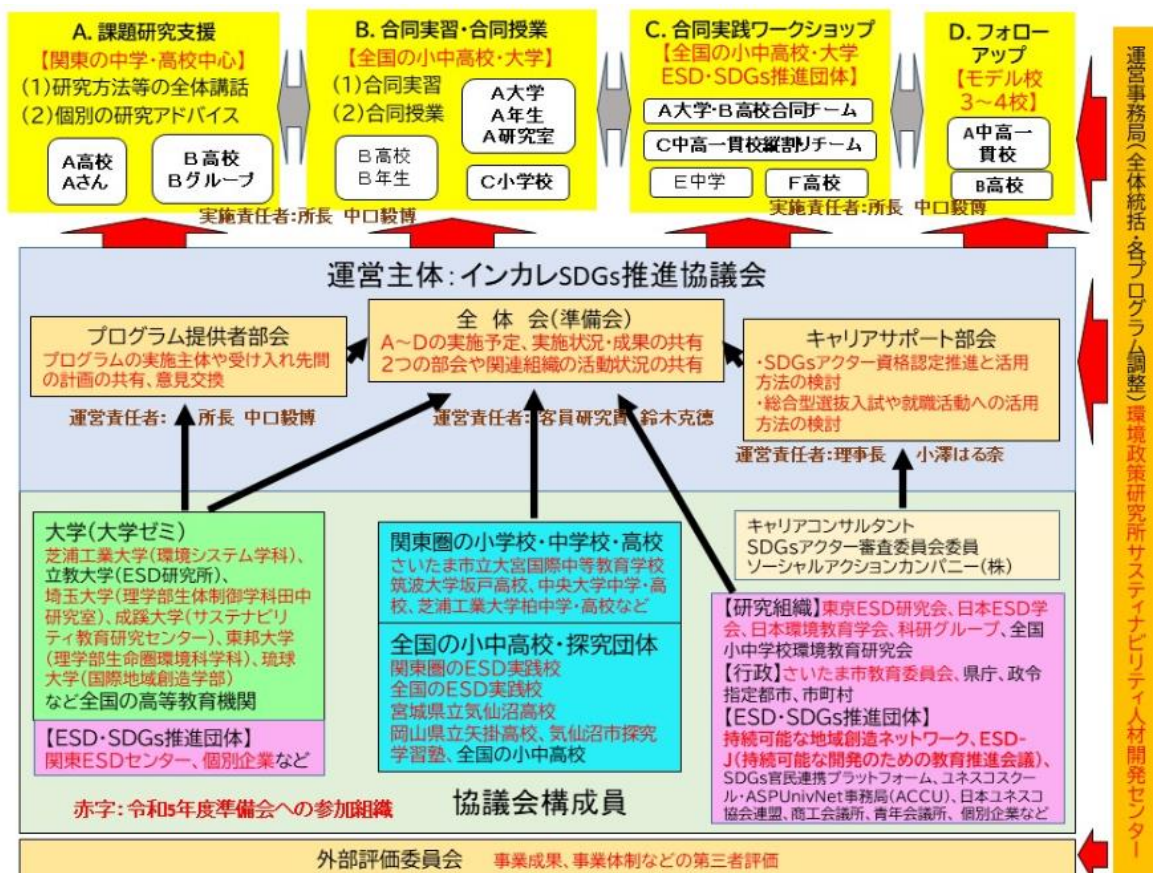 A. 課題研究支援
【関東の中学・高校中心】
(1)研究方法等の全体講話
(2)個別の研究アドバイス
A高校
Aさん
B高校
Bグループ
B. 合同実習・合同授業
【全国の小中高校・大学】
(1)合同実習
(2)合同授業
A大学
A年生
A研究室
B高校
B年生
C小学校
実施責任者:所長 中口毅博
C. 合同実践ワークショップ
【全国の小中高校・大学
ESD・SDGs推進団体】
A大学・B高校合同チーム
C中高一貫校縦割りチーム
E中学
F高校
実施責任者:所長 中口毅博
D. フォロー
アップ
【モデル校
3~4校】
A中高一
貫校
B高校
運営主体:インカレSDGs推進協議会
プログラム提供者部会
プログラムの実施主体や受け入れ先間
の計画の共有、意見交換
運営責任者: 所長 中口毅博
全 体 会(準備会)
A~Dの実施予定、実施状況・成果の共有
2つの部会や関連組織の活動状況の共有
運営責任者:客員研究員 鈴木克徳
キャリアサポート部会
・SDGsアクター資格認定推進と活用
方法の検討
・総合型選抜入試や就職活動への活用
方法の検討
運営責任者:理事長 小澤はる奈
大学(大学ゼミ)
芝浦工業大学(環境システム学科)、
立教大学(ESD研究所)、
埼玉大学(理学部生体制御学科田中
研究室)、成蹊大学(サステナビリ
ティ教育研究センター)、東邦大学
(理学部生命圏環境科学科)、琉球
大学(国際地域創造学部)
など全国の高等教育機関
【ESD・SDGs推進団体】
関東ESDセンター、個別企業など
赤字:令和5年度準備会への参加組織
関東圏の小学校・中学校・高校
さいたま市立大宮国際中等教育学校
筑波大学坂戸高校、中央大学中学・高
校、芝浦工業大学柏中学・高校など
全国の小中高校・探究団体
関東圏のESD実践校
全国のESD実践校
宮城県立気仙沼高校
岡山県立矢掛高校、気仙沼市探究
学習塾、全国の小中高校
協議会構成員
キャリアコンサルタント
SDGsアクター審査委員会委員
ソーシャルアクションカンパニー(株)
【研究組織】東京ESD研究会、日本ESD学
会、日本環境教育学会、科研グループ、全国
小中学校環境教育研究会
【行政】さいたま市教育委員会、県庁、政令
指定都市、市町村
【ESD・SDGs推進団体】
持続可能な地域創造ネットワーク、ESD-
J(持続可能な開発のための教育推進会議)、
SDGs官民連携プラットフォーム、ユネスコスクー
ル・ASPUnivNet事務局(ACCU)、日本ユネスコ
協会連盟、商工会議所、青年会議所、個別企業など
外部評価委員会 事業成果、事業体制などの第三者評価
運営事務局(全体統括・各プログラム調整)環境政策研究所サスティナビリティ人材開発センター